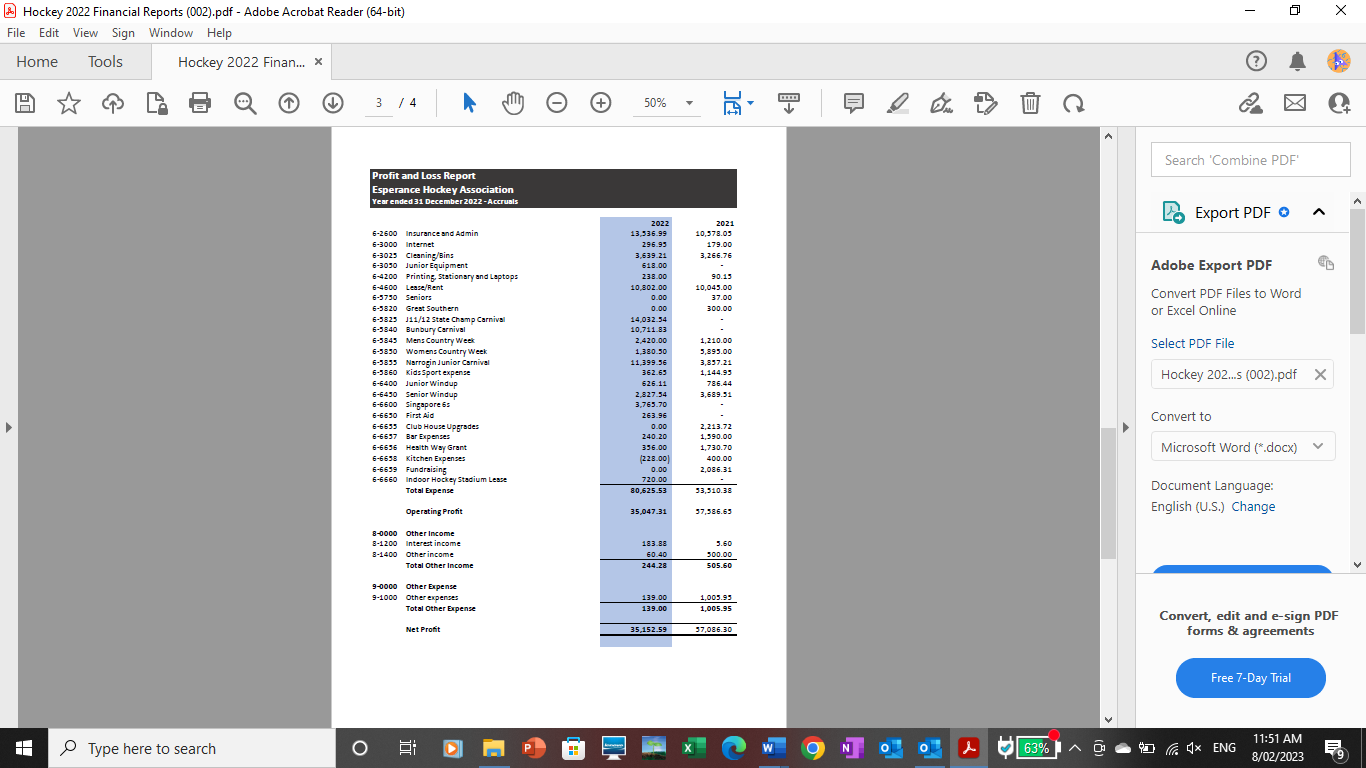 Hockey 2022 Financial Reports (002).pdf - Adobe Acrobat Reader (64-bit)
File Edit View Sign Window Help
Home Tools Hockey 2022 Finan... ×
3 / 4 50%
Search 'Combine PDF'
Export PDF
Adobe Export PDF
Convert PDF Files to Word
or Excel Online
Select PDF File
Hockey 202...s (002).pdf
Convert to
Microsoft Word (*.docx)
Document Language:
English (U.S.) Change
Convert, edit and e-sign PDF
forms & agreements
Free 7-Day Trial
Profit and Loss Report
Esperance Hockey Association
Year ended 31 December 2022 - Accruals
2022 2021
6-2600 Insurance and Admin 13,536.99 10,578.05
6-3000 Internet 296.95 179.00
6-3025 Cleaning/Bins 3,639.21 3,266.76
6-3050 Junior Equipment 618.00 -
6-4200 Printing, Stationary and Laptops 238.00 90.15
6-4600 Lease/Rent 10,802.00 10,045.00
6-5750 Seniors 0.00 37.00
6-5820 Great Southern 0.00 300.00
6-5825 J11/12 State Champ Carnival 14,032.54 -
6-5840 Bunbury Carnival 10,711.83 -
6-5845 Mens Country Week 2,420.00 1,210.00
6-5850 Womens Country Week 1,380.50 5,895.00
6-5855 Narrogin Junior Carnival 11,399.56 3,857.21
6-5860 Kids Sport expense 362.65 1,144.95
6-6400 Junior Windup 626.11 786.44
6-6450 Senior Windup 2,827.54 3,689.51
6-6600 Singapore 6s 3,765.70 -
6-6650 First Aid 263.96 -
6-6655 Club House Upgrades 0.00 2,213.72
6-6657 Bar Expenses 240.20 1,590.00
6-6656 Health Way Grant 356.00 1,730.70
6-6658 Kitchen Expenses (228.00) 400.00
6-6659 Fundraising 0.00 2,086.31
6-6660 Indoor Hockey Stadium Lease 720.00 -
Total Expense 80,625.53 53,510.38
Operating Profit 35,047.31 57,586.65
8-0000 Other Income
8-1200 Interest income 183.88 5.60
8-1400 Other income 60.40 500.00
Total Other Income 244.28 505.60
9-0000 Other Expense
9-1000 Other expenses 139.00 1,005.95
Total Other Expense 139.00 1,005.95
Net Profit 35,152.59 57,086.30
Type here to search
63% ENG 11:51 AM
8/02/2023
9